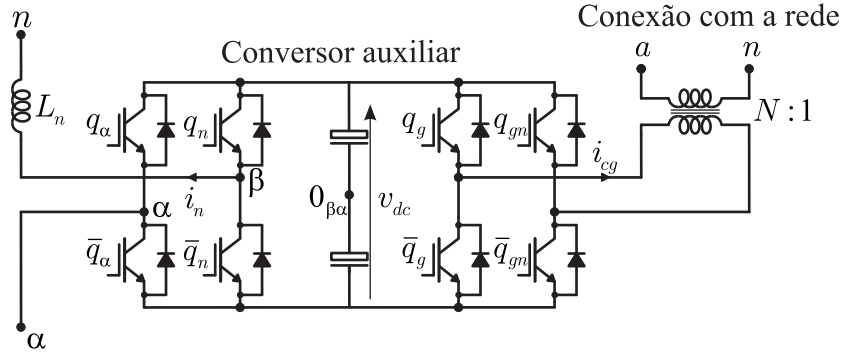 Conexão com a rede
n
Conversor auxiliar
a
n
L_n
q_α
q_n
q_g
q_gn
N : 1
i_cg
β
i_n
α
0_βα
v_dc
q̅_α
q̅_n
q̅_g
q̅_gn
α